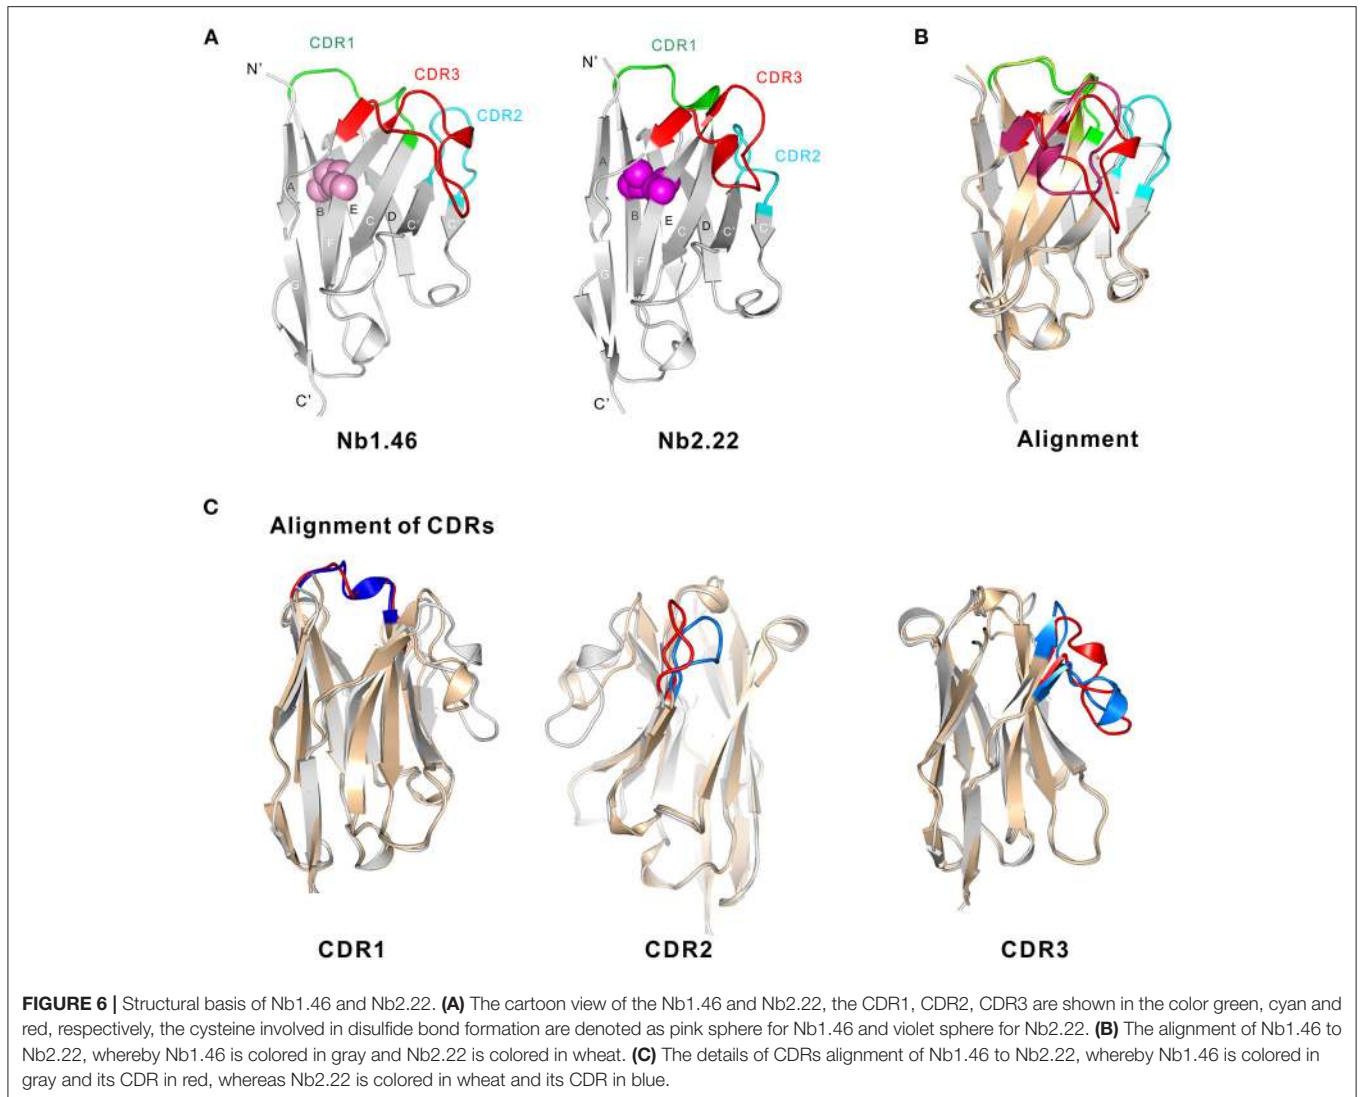 A
B
CDR1
CDR1
N'
N'
CDR3
CDR3
CDR2
CDR2
A
B
E
C
D
C'
C'
F
G
A
B
E
C
D
C'
C'
F
G
C'
C'
Nb1.46
Nb2.22
Alignment
C
Alignment of CDRs
CDR1
CDR2
CDR3
FIGURE 6 | Structural basis of Nb1.46 and Nb2.22. (A) The cartoon view of the Nb1.46 and Nb2.22, the CDR1, CDR2, CDR3 are shown in the color green, cyan and
red, respectively, the cysteine involved in disulfide bond formation are denoted as pink sphere for Nb1.46 and violet sphere for Nb2.22. (B) The alignment of Nb1.46 to
Nb2.22, whereby Nb1.46 is colored in gray and Nb2.22 is colored in wheat. (C) The details of CDRs alignment of Nb1.46 to Nb2.22, whereby Nb1.46 is colored in
gray and its CDR in red, whereas Nb2.22 is colored in wheat and its CDR in blue.